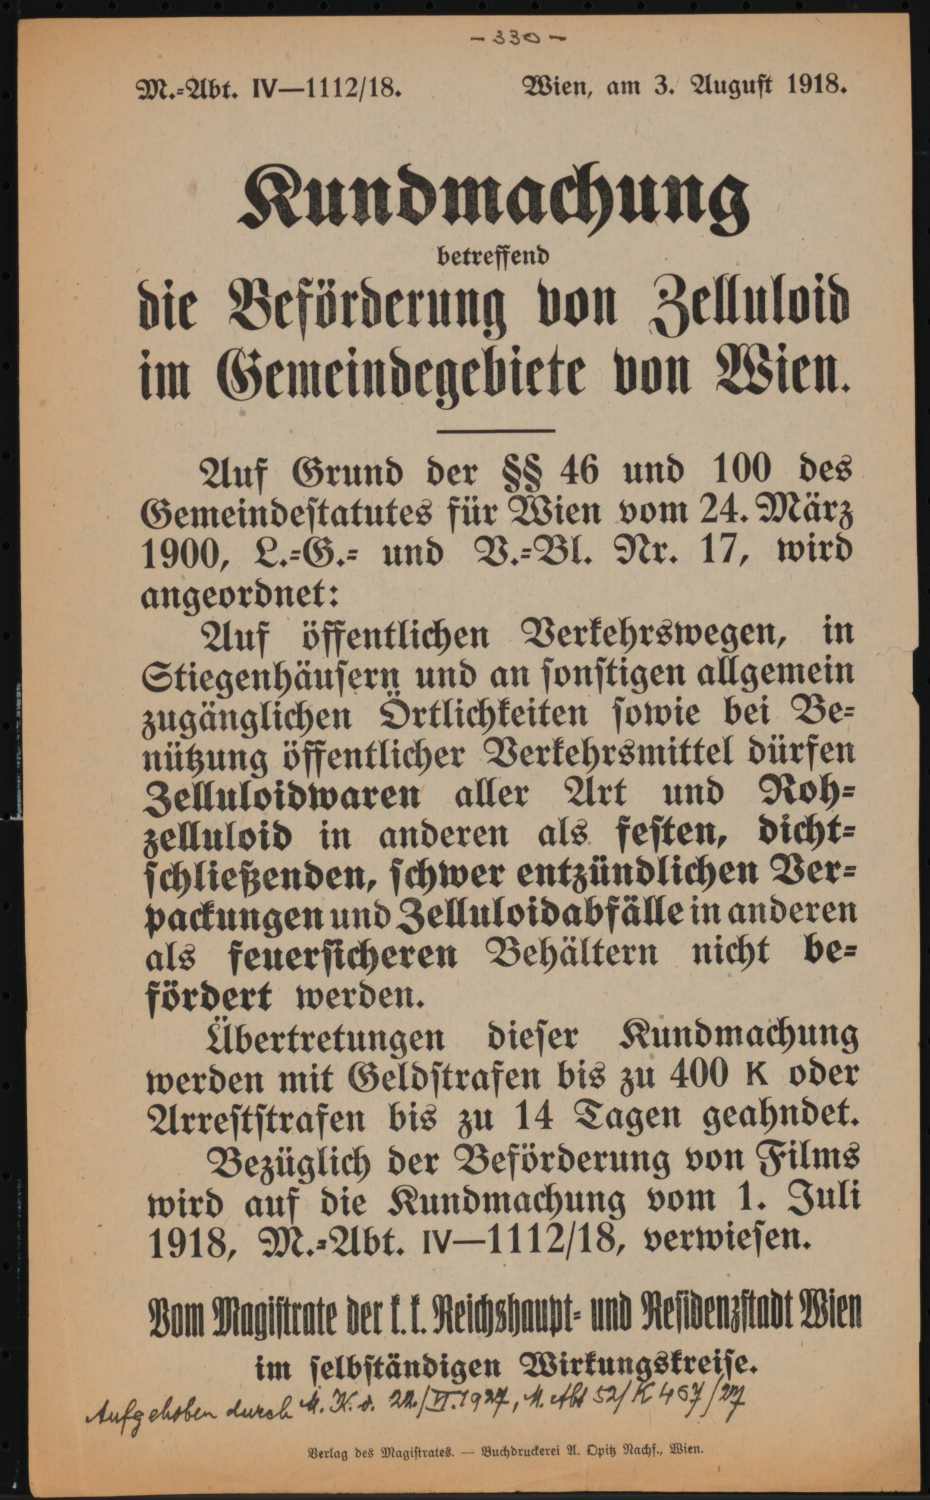 - 330 -
M.-Abt. IV—1112/18. Wien, am 3. August 1918.
Kundmachung
betreffend
die Beförderung von Zelluloid
im Gemeindegebiete von Wien.
Auf Grund der §§ 46 und 100 des
Gemeindestatutes für Wien vom 24. März
1900, L.-G.- und V.-Bl. Nr. 17, wird
angeordnet:
Auf öffentlichen Verkehrswegen, in
Stiegenhäusern und an sonstigen allgemein
zugänglichen Örtlichkeiten sowie bei Be-
nützung öffentlicher Verkehrsmittel dürfen
Zelluloidwaren aller Art und Roh-
zelluloid in anderen als festen, dicht-
schließenden, schwer entzündlichen Ver-
packungen und Zelluloidabfälle in anderen
als feuersicheren Behältern nicht be-
fördert werden.
Übertretungen dieser Kundmachung
werden mit Geldstrafen bis zu 400 K oder
Arreststrafen bis zu 14 Tagen geahndet.
Bezüglich der Beförderung von Films
wird auf die Kundmachung vom 1. Juli
1918, M.-Abt. IV—1112/18, verwiesen.
Vom Magistrate der k. k. Reichshaupt- und Residenzstadt Wien
im selbständigen Wirkungskreise.
Aufgehoben durch M. K. v. 22./VI.1927, M. Abt 52/K 457/27
Verlag des Magistrates. — Buchdruckerei A. Opitz Nachf., Wien.